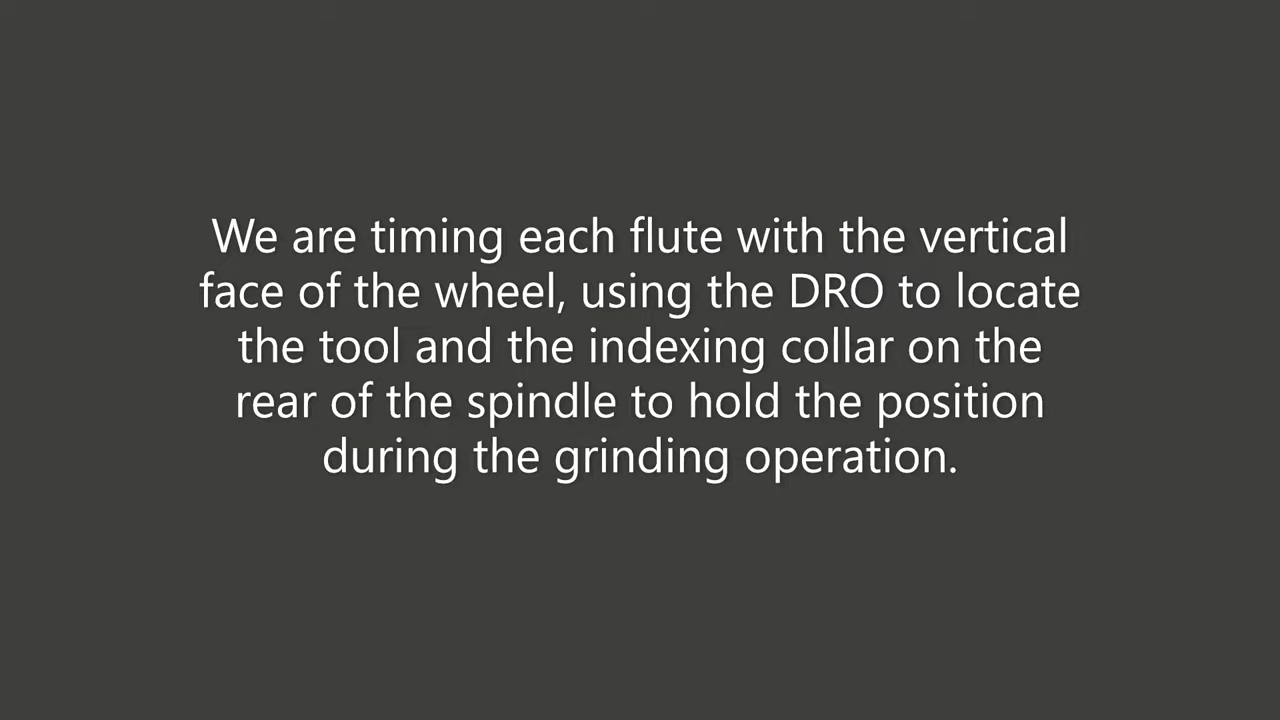 We are timing each flute with the vertical
face of the wheel, using the DRO to locate
the tool and the indexing collar on the
rear of the spindle to hold the position
during the grinding operation.